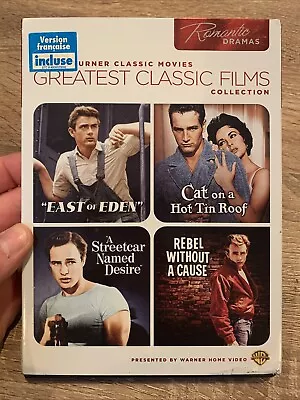 Version
française
incluse
Romantic
DRAMAS
TURNER CLASSIC MOVIES
GREATEST CLASSIC FILMS
COLLECTION
"EAST OF EDEN"
Cat on a
Hot Tin Roof
"A
Streetcar
Named
Desire"
REBEL
WITHOUT
A CAUSE
PRESENTED BY WARNER HOME VIDEO